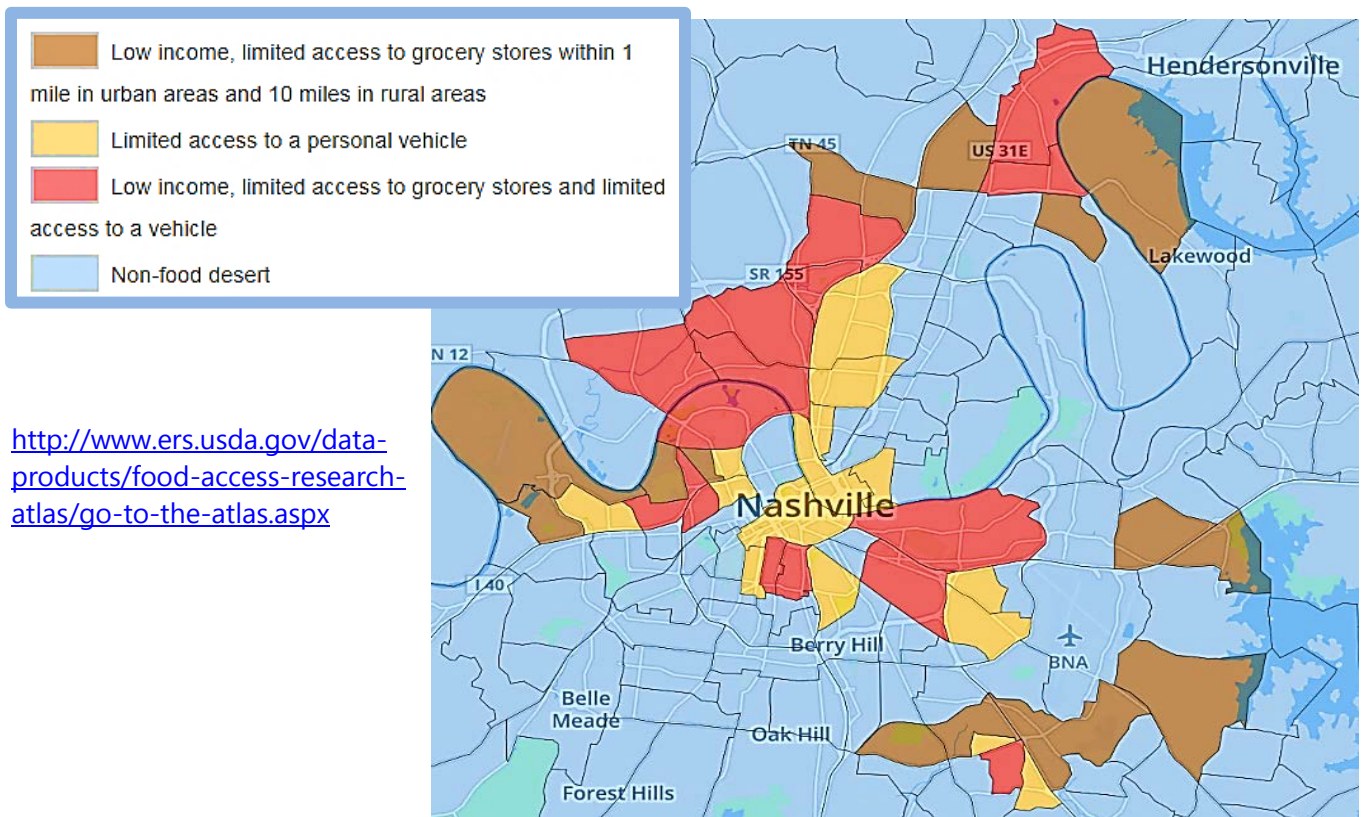 Low income, limited access to grocery stores within 1
mile in urban areas and 10 miles in rural areas
Limited access to a personal vehicle
Low income, limited access to grocery stores and limited
access to a vehicle
Non-food desert
http://www.ers.usda.gov/data-
products/food-access-research-
atlas/go-to-the-atlas.aspx
Hendersonville
TN 45
US 31E
Lakewood
SR 155
N 12
Nashville
I 40
Berry Hill
BNA
Belle
Meade
Oak Hill
Forest Hills